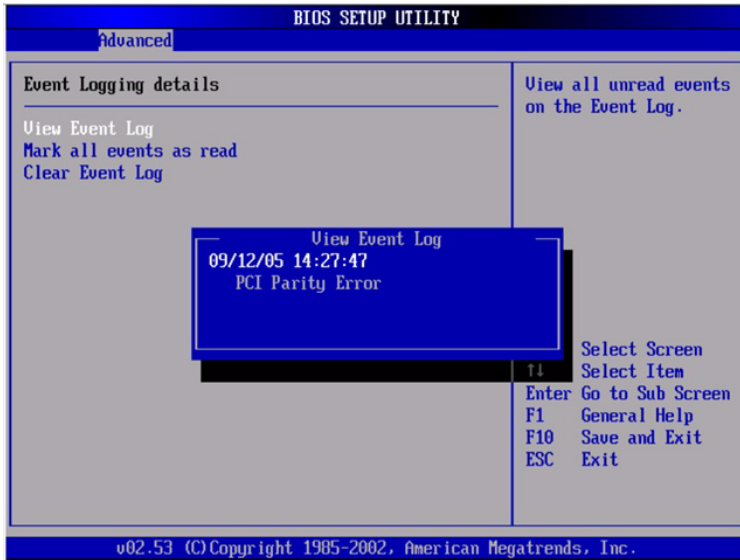 BIOS SETUP UTILITY
Advanced
Event Logging details
View Event Log
Mark all events as read
Clear Event Log
View all unread events
on the Event Log.
View Event Log
09/12/05 14:27:47
PCI Parity Error
Select Screen
↑↓ Select Item
Enter Go to Sub Screen
F1 General Help
F10 Save and Exit
ESC Exit
v02.53 (C)Copyright 1985-2002, American Megatrends, Inc.